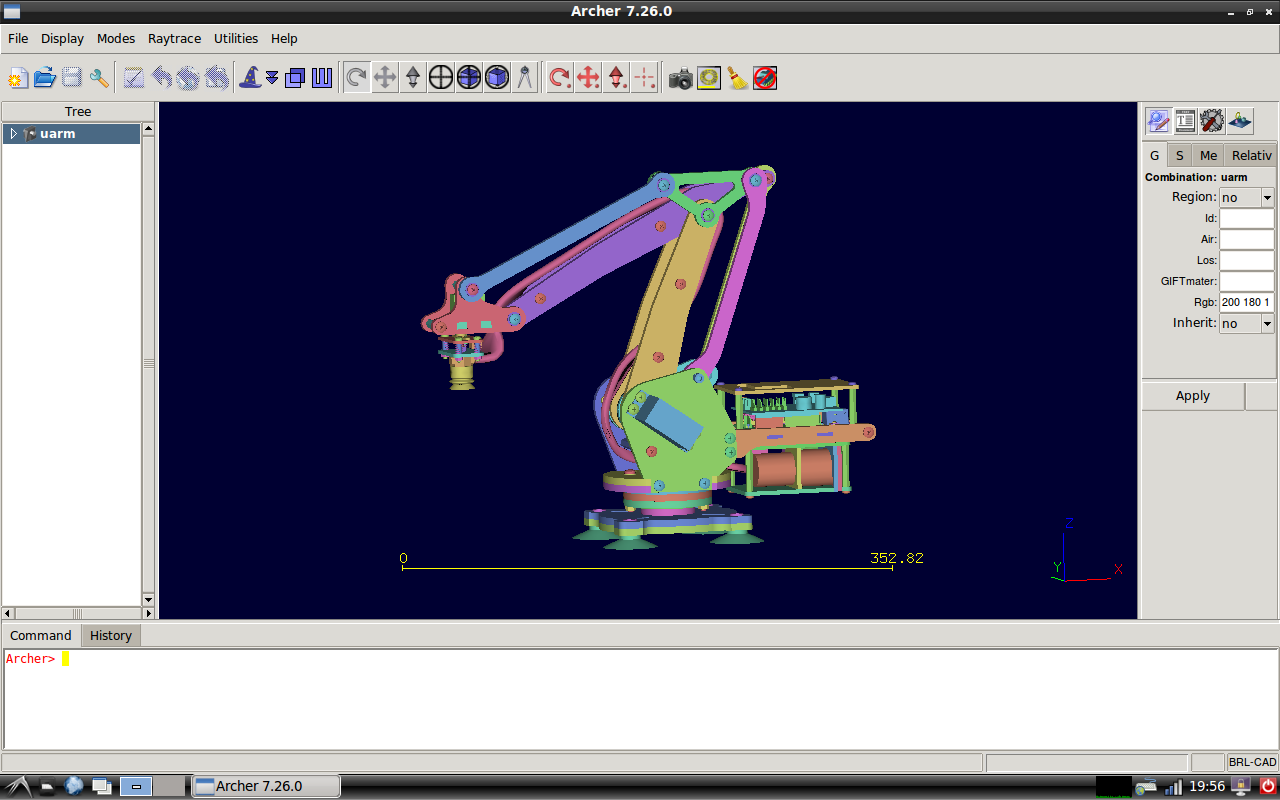 Archer 7.26.0
File Display Modes Raytrace Utilities Help
Tree
uarm
G S Me Relativ
Combination: uarm
Region: no
Id:
Air:
Los:
GIFTmater:
Rgb: 200 180 1
Inherit: no
Apply
0 352.82
Z
Y X
Command History
Archer>
BRL-CAD
Archer 7.26.0 19:56